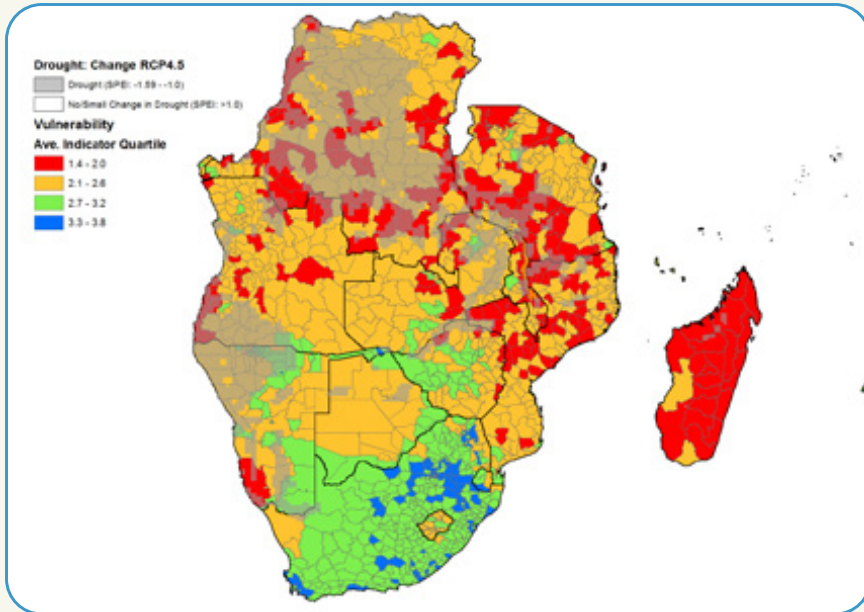 Drought: Change RCP4.5
Drought (SPEI: -1.59 - -1.0)
No/Small Change in Drought (SPEI: >1.0)
Vulnerability
Ave. Indicator Quartile
1.4 - 2.0
2.1 - 2.6
2.7 - 3.2
3.3 - 3.8